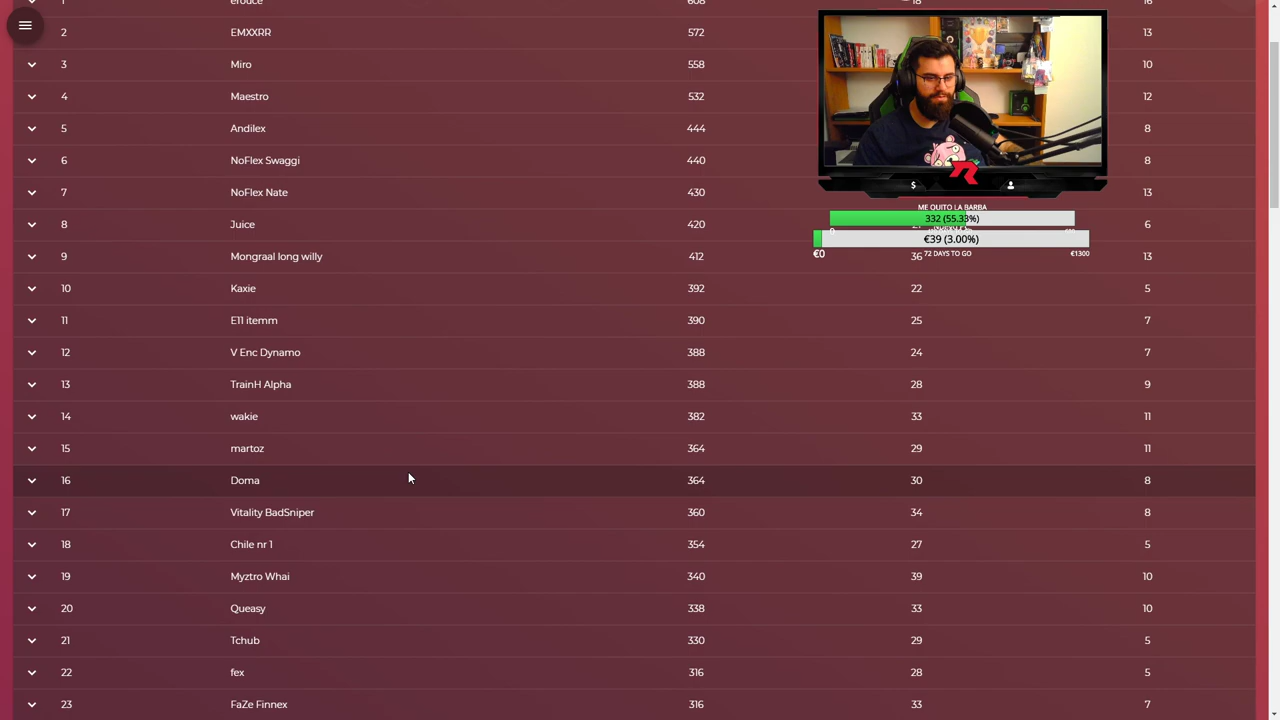 1 erouce 608 18 16
2 EMXXRR 572 13
3 Miro 558 10
4 Maestro 532 12
5 Andilex 444 8
6 NoFlex Swaggi 440 8
7 NoFlex Nate 430 13
$
ME QUITO LA BARBA
332 (55.33%)
8 Juice 420 6
0
€39 (3.00%)
€0 72 DAYS TO GO €1300
9 Mongraal long willy 412 36 13
10 Kaxie 392 22 5
11 E11 itemm 390 25 7
12 V Enc Dynamo 388 24 7
13 TrainH Alpha 388 28 9
14 wakie 382 33 11
15 martoz 364 29 11
16 Doma 364 30 8
17 Vitality BadSniper 360 34 8
18 Chile nr 1 354 27 5
19 Myztro Whai 340 39 10
20 Queasy 338 33 10
21 Tchub 330 29 5
22 fex 316 28 5
23 FaZe Finnex 316 33 7